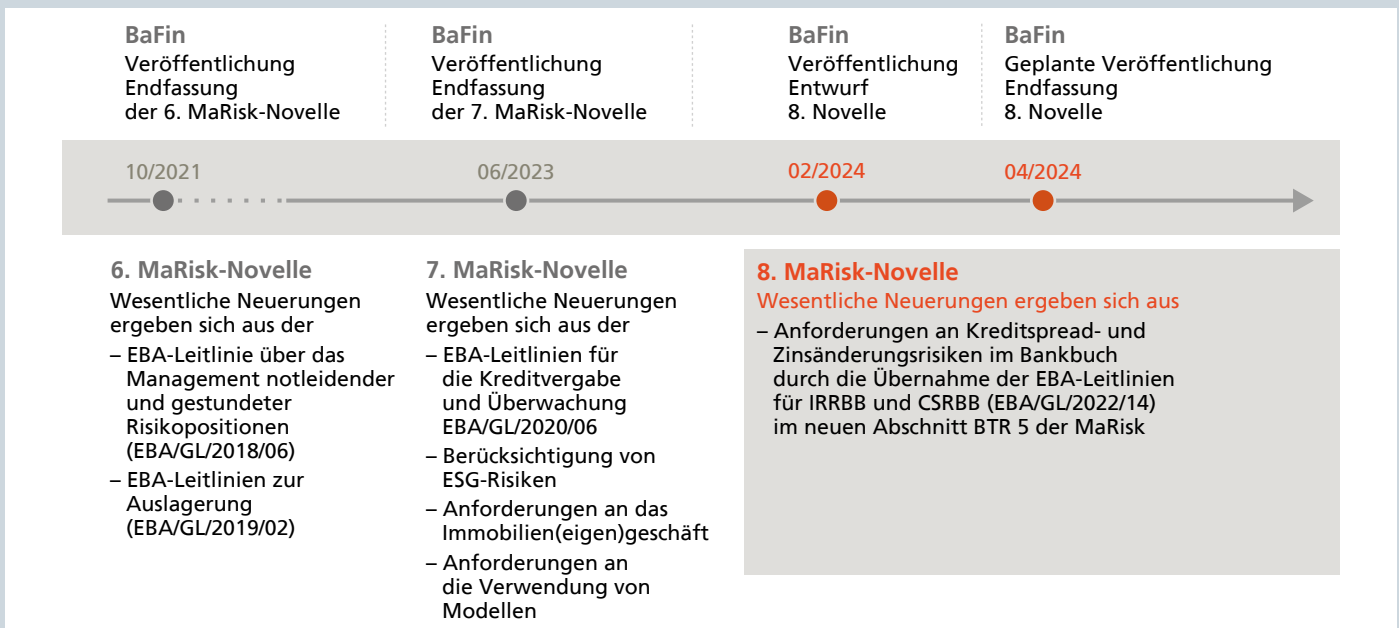 BaFin
Veröffentlichung
Endfassung
der 6. MaRisk-Novelle
BaFin
Veröffentlichung
Endfassung
der 7. MaRisk-Novelle
BaFin
Veröffentlichung
Entwurf
8. Novelle
BaFin
Geplante Veröffentlichung
Endfassung
8. Novelle
10/2021
06/2023
02/2024
04/2024
6. MaRisk-Novelle
Wesentliche Neuerungen
ergeben sich aus der
– EBA-Leitlinie über das
Management notleidender
und gestundeter
Risikopositionen
(EBA/GL/2018/06)
– EBA-Leitlinien zur
Auslagerung
(EBA/GL/2019/02)
7. MaRisk-Novelle
Wesentliche Neuerungen
ergeben sich aus der
– EBA-Leitlinien für
die Kreditvergabe
und Überwachung
EBA/GL/2020/06
– Berücksichtigung von
ESG-Risiken
– Anforderungen an das
Immobilien(eigen)geschäft
– Anforderungen an
die Verwendung von
Modellen
8. MaRisk-Novelle
Wesentliche Neuerungen ergeben sich aus
– Anforderungen an Kreditspread- und
Zinsänderungsrisiken im Bankbuch
durch die Übernahme der EBA-Leitlinien
für IRRBB und CSRBB (EBA/GL/2022/14)
im neuen Abschnitt BTR 5 der MaRisk